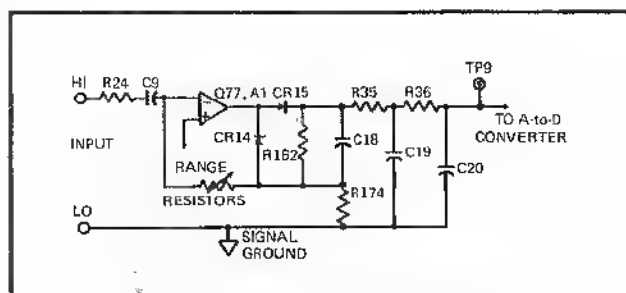 TP9
HI R24 C9 Q77, A1 CR15 R35 R36
TO A-to-D
CONVERTER
INPUT
CR14
R162
C18
C19
C20
RANGE
RESISTORS
R174
LO
SIGNAL
GROUND